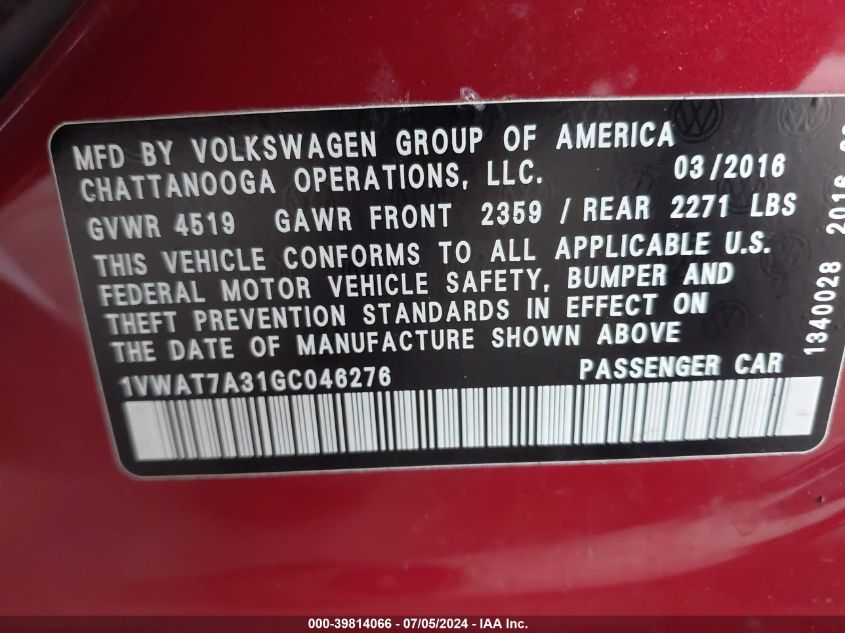 MFD BY VOLKSWAGEN GROUP OF AMERICA
CHATTANOOGA OPERATIONS, LLC. 03/2016
GVWR 4519 GAWR FRONT 2359 / REAR 2271 LBS
THIS VEHICLE CONFORMS TO ALL APPLICABLE U.S.
FEDERAL MOTOR VEHICLE SAFETY, BUMPER AND
THEFT PREVENTION STANDARDS IN EFFECT ON
THE DATE OF MANUFACTURE SHOWN ABOVE
1VWAT7A31GC046276 PASSENGER CAR
1340028 2016
000-39814066 - 07/05/2024 - IAAI, Inc.